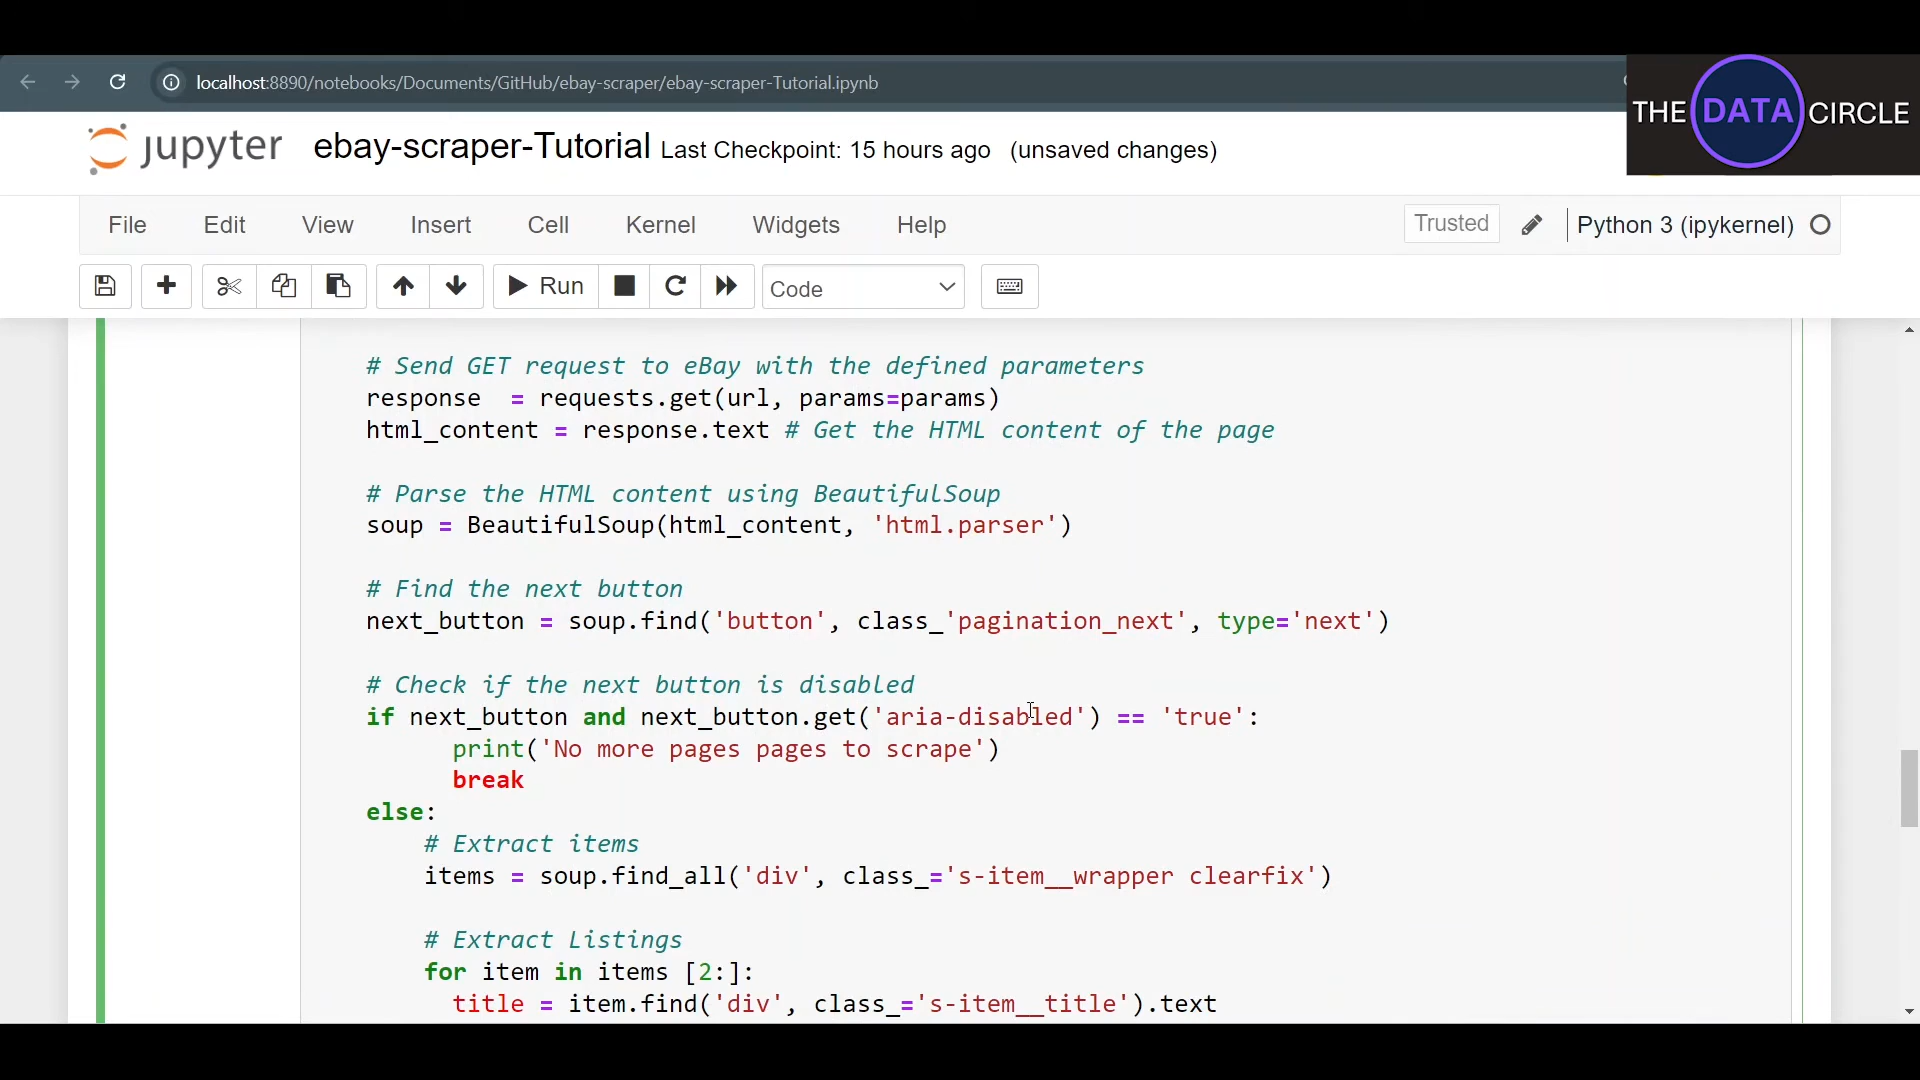 localhost:8890/notebooks/Documents/GitHub/ebay-scraper/ebay-scraper-Tutorial.ipynb
THE DATA CIRCLE
jupyter ebay-scraper-Tutorial Last Checkpoint: 15 hours ago (unsaved changes)
File Edit View Insert Cell Kernel Widgets Help Trusted Python 3 (ipykernel)
Run Code
# Send GET request to eBay with the defined parameters
response  = requests.get(url, params=params)
html_content = response.text # Get the HTML content of the page
# Parse the HTML content using BeautifulSoup
soup = BeautifulSoup(html_content, 'html.parser')
# Find the next button
next_button = soup.find('button', class_'pagination_next', type='next')
# Check if the next button is disabled
if next_button and next_button.get('aria-disabled') == 'true':
print('No more pages pages to scrape')
break
else:
# Extract items
items = soup.find_all('div', class_='s-item__wrapper clearfix')
# Extract Listings
for item in items [2:]:
title = item.find('div', class_='s-item__title').text